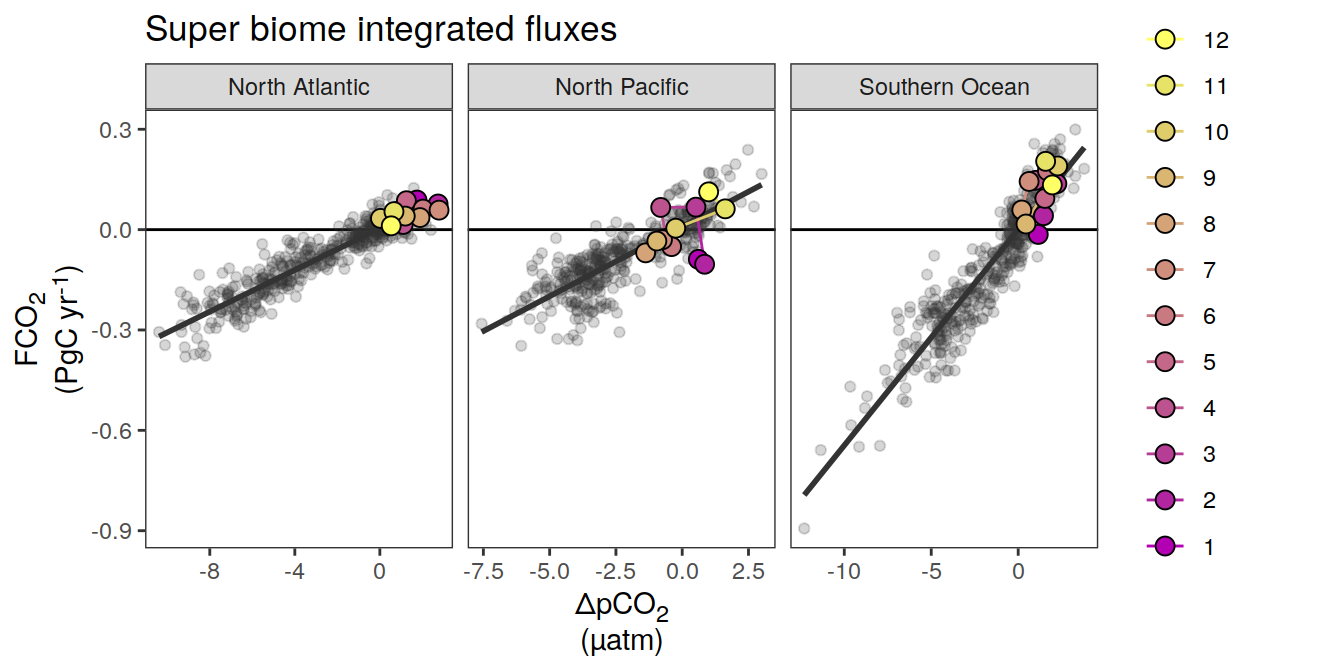 Super biome integrated fluxes
North Atlantic
North Pacific
Southern Ocean
0.3
0.0
-0.3
-0.6
-0.9
FCO₂
(PgC yr⁻¹)
-8 -4 0
-7.5 -5.0 -2.5 0.0 2.5
-10 -5 0
ΔpCO₂
(µatm)
12
11
10
9
8
7
6
5
4
3
2
1